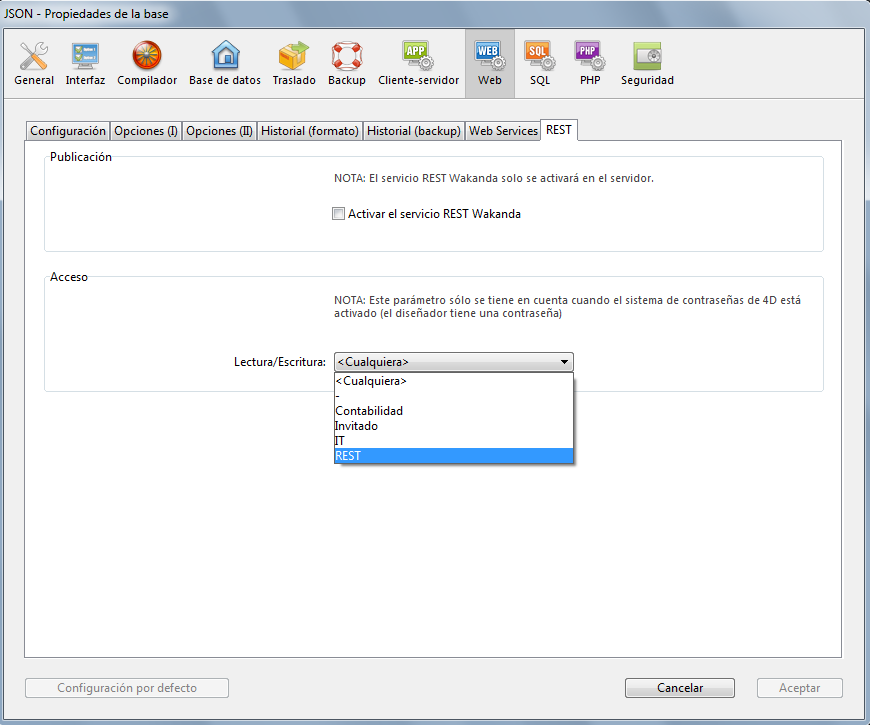 JSON - Propiedades de la base
General Interfaz Compilador Base de datos Traslado Backup Cliente-servidor Web SQL PHP Seguridad
APP WEB SQL PHP
Configuración Opciones (I) Opciones (II) Historial (formato) Historial (backup) Web Services REST
Publicación
NOTA: El servicio REST Wakanda solo se activará en el servidor.
Activar el servicio REST Wakanda
Acceso
NOTA: Este parámetro sólo se tiene en cuenta cuando el sistema de contraseñas de 4D está
activado (el diseñador tiene una contraseña)
Lectura/Escritura: <Cualquiera>
<Cualquiera>
-
Contabilidad
Invitado
IT
REST
Configuración por defecto Cancelar Aceptar